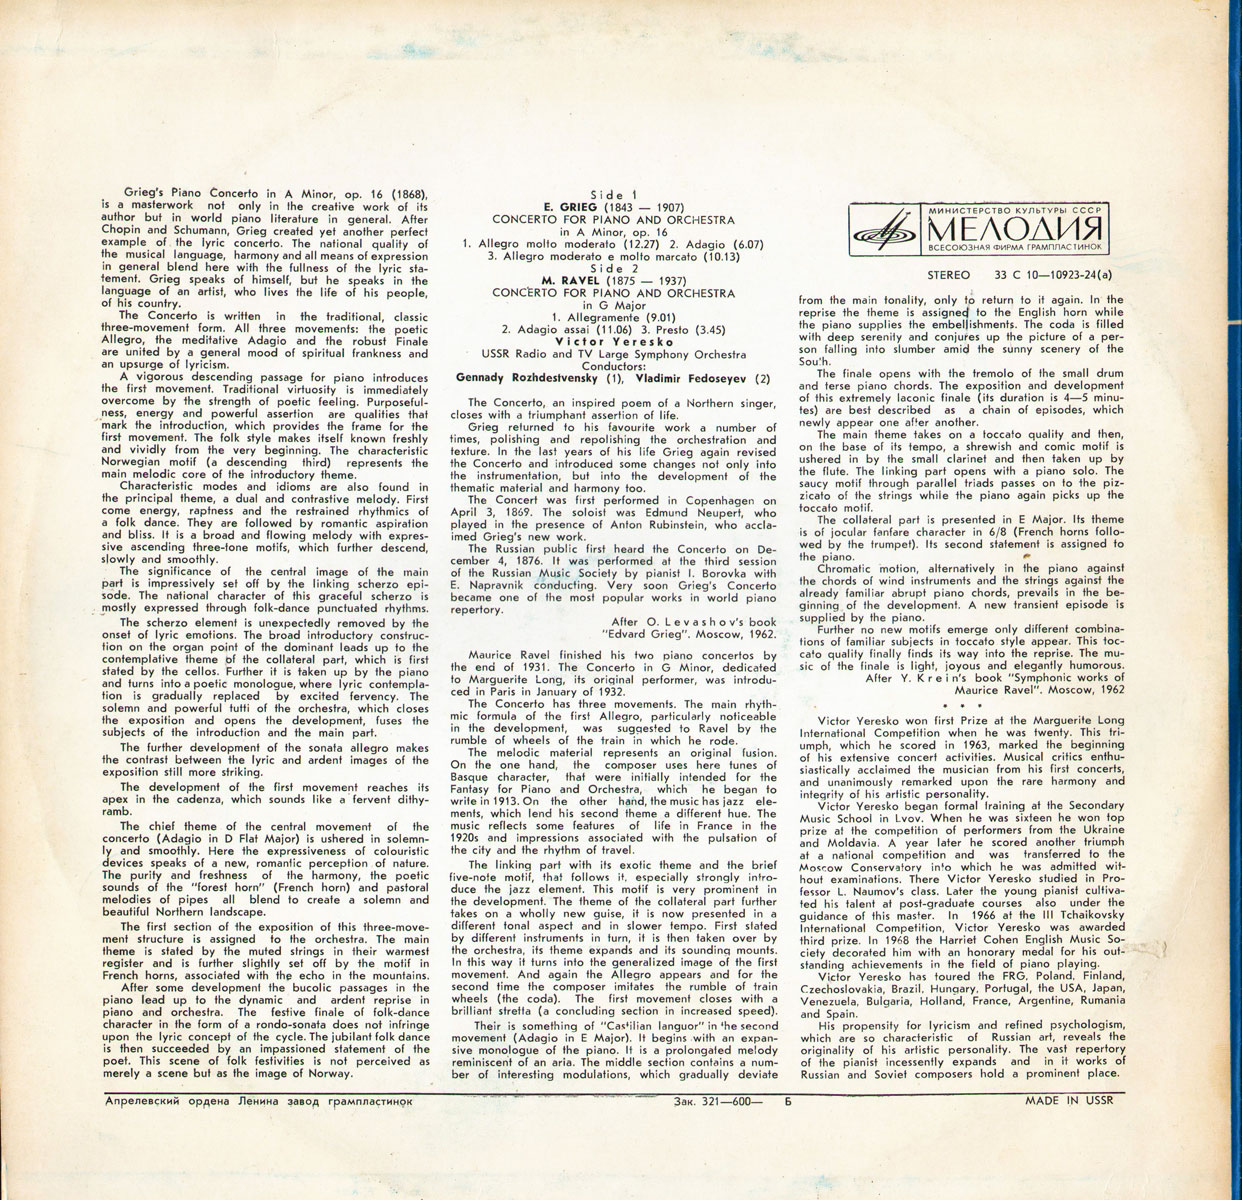 Grieg's Piano Concerto in A Minor, op. 16 (1868),
is a masterwork not only in the creative work of its
author but in world piano literature in general. After
Chopin and Schumann, Grieg created yet another perfect
example of the lyric concerto. The national quality of
the musical language, harmony and all means of expression
in general blend here with the fullness of the lyric sta-
tement. Grieg speaks of himself, but he speaks in the
language of an artist, who lives the life of his people,
of his country.
The Concerto is written in the traditional, classic
three-movement form. All three movements: the poetic
Allegro, the meditative Adagio and the robust Finale
are united by a general mood of spiritual frankness and
an upsurge of lyricism.
A vigorous descending passage for piano introduces
the first movement. Traditional virtuosity is immediately
overcome by the strength of poetic feeling. Purposeful-
ness, energy and powerful assertion are qualities that
mark the introduction, which provides the frame for the
first movement. The folk style makes itself known freshly
and vividly from the very beginning. The characteristic
Norwegian motif (a descending third) represents the
main melodic core of the introductory theme.
Characteristic modes and idioms are also found in
the principal theme, a dual and contrastive melody. First
come energy, raptness and the restrained rhythmics of
a folk dance. They are followed by romantic aspiration
and bliss. It is a broad and flowing melody with expres-
sive ascending three-tone motifs, which further descend,
slowly and smoothly.
The significance of the central image of the main
part is impressively set off by the linking scherzo epi-
sode. The national character of this graceful scherzo is
mostly expressed through folk-dance punctuated rhythms.
The scherzo element is unexpectedly removed by the
onset of lyric emotions. The broad introductory construc-
tion on the organ point of the dominant leads up to the
contemplative theme of the collateral part, which is first
stated by the cellos. Further it is taken up by the piano
and turns into a poetic monologue, where lyric contempla-
tion is gradually replaced by excited fervency. The
solemn and powerful tutti of the orchestra, which closes
the exposition and opens the development, fuses the
subjects of the introduction and the main part.
The further development of the sonata allegro makes
the contrast between the lyric and ardent images of the
exposition still more striking.
The development of the first movement reaches its
apex in the cadenza, which sounds like a fervent dithy-
ramb.
The chief theme of the central movement of the
concerto (Adagio in D Flat Major) is ushered in solemn-
ly and smoothly. Here the expressiveness of colouristic
devices speaks of a new, romantic perception of nature.
The purity and freshness of the harmony, the poetic
sounds of the "forest horn" (French horn) and pastoral
melodies of pipes all blend to create a solemn and
beautiful Northern landscape.
The first section of the exposition of this three-move-
ment structure is assigned to the orchestra. The main
theme is stated by the muted strings in their warmest
register and is further slightly set off by the motif in
French horns, associated with the echo in the mountains.
After some development the bucolic passages in the
piano lead up to the dynamic and ardent reprise in
piano and orchestra. The festive finale of folk-dance
character in the form of a rondo-sonata does not infringe
upon the lyric concept of the cycle. The jubilant folk dance
is then succeeded by an impassioned statement of the
poet. This scene of folk festivities is not perceived as
merely a scene but as the image of Norway.
Side 1
E. GRIEG (1843 — 1907)
CONCERTO FOR PIANO AND ORCHESTRA
in A Minor, op. 16
1. Allegro molto moderato (12.27) 2. Adagio (6.07)
3. Allegro moderato e molto marcato (10.13)
Side 2
M. RAVEL (1875 — 1937)
CONCERTO FOR PIANO AND ORCHESTRA
in G Major
1. Allegramente (9.01)
2. Adagio assai (11.06) 3. Presto (3.45)
Victor Yeresko
USSR Radio and TV Large Symphony Orchestra
Conductors:
Gennady Rozhdestvensky (1), Vladimir Fedoseyev (2)
The Concerto, an inspired poem of a Northern singer,
closes with a triumphant assertion of life.
Grieg returned to his favourite work a number of
times, polishing and repolishing the orchestration and
texture. In the last years of his life Grieg again revised
the Concerto and introduced some changes not only into
the instrumentation, but into the development of the
thematic material and harmony too.
The Concert was first performed in Copenhagen on
April 3, 1869. The soloist was Edmund Neupert, who
played in the presence of Anton Rubinstein, who accla-
imed Grieg's new work.
The Russian public first heard the Concerto on De-
cember 4, 1876. It was performed at the third session
of the Russian Music Society by pianist I. Borovka with
E. Napravnik conducting. Very soon Grieg's Concerto
became one of the most popular works in world piano
repertory.
After O. Levashov's book
"Edvard Grieg". Moscow, 1962.
Maurice Ravel finished his two piano concertos by
the end of 1931. The Concerto in G Minor, dedicated
to Marguerite Long, its original performer, was introdu-
ced in Paris in January of 1932.
The Concerto has three movements. The main rhyth-
mic formula of the first Allegro, particularly noticeable
in the development, was suggested to Ravel by the
rumble of wheels of the train in which he rode.
The melodic material represents an original fusion.
On the one hand, the composer uses here tunes of
Basque character, that were initially intended for the
Fantasy for Piano and Orchestra, which he began to
write in 1913. On the other hand, the music has jazz ele-
ments, which lend his second theme a different hue. The
music reflects some features of life in France in the
1920s and impressions associated with the pulsation of
the city and the rhythm of travel.
The linking part with its exotic theme and the brief
five-note motif, that follows it, especially strongly intro-
duce the jazz element. This motif is very prominent in
the development. The theme of the collateral part further
takes on a wholly new guise, it is now presented in a
different tonal aspect and in slower tempo. First stated
by different instruments in turn, it is then taken over by
the orchestra, its theme expands and its sounding mounts.
In this way it turns into the generalized image of the first
movement. And again the Allegro appears and for the
second time the composer imitates the rumble of train
wheels (the coda). The first movement closes with a
brilliant stretta (a concluding section in increased speed).
Their is something of "Castilian languor" in the second
movement (Adagio in E Major). It begins with an expan-
sive monologue of the piano. It is a prolongated melody
reminiscent of an aria. The middle section contains a num-
ber of interesting modulations, which gradually deviate
МИНИСТЕРСТВО КУЛЬТУРЫ СССР
МЕЛОДИЯ
ВСЕСОЮЗНАЯ ФИРМА ГРАМПЛАСТИНОК
STEREO 33 С 10—10923-24(а)
from the main tonality, only to return to it again. In the
reprise the theme is assigned to the English horn while
the piano supplies the embellishments. The coda is filled
with deep serenity and conjures up the picture of a per-
son falling into slumber amid the sunny scenery of the
South.
The finale opens with the tremolo of the small drum
and terse piano chords. The exposition and development
of this extremely laconic finale (its duration is 4—5 minu-
tes) are best described as a chain of episodes, which
newly appear one after another.
The main theme takes on a toccato quality and then,
on the base of its tempo, a shrewish and comic motif is
ushered in by the small clarinet and then taken up by
the flute. The linking part opens with a piano solo. The
saucy motif through parallel triads passes on to the piz-
zicato of the strings while the piano again picks up the
toccato motif.
The collateral part is presented in E Major. Its theme
is of jocular fanfare character in 6/8 (French horns follo-
wed by the trumpet). Its second statement is assigned to
the piano.
Chromatic motion, alternatively in the piano against
the chords of wind instruments and the strings against the
already familiar abrupt piano chords, prevails in the be-
ginning of the development. A new transient episode is
supplied by the piano.
Further no new motifs emerge only different combina-
tions of familiar subjects in toccato style appear. This toc-
cato quality finally finds its way into the reprise. The mu-
sic of the finale is light, joyous and elegantly humorous.
After Y. Krein's book "Symphonic works of
Maurice Ravel". Moscow, 1962
* * *
Victor Yeresko won first Prize at the Marguerite Long
International Competition when he was twenty. This tri-
umph, which he scored in 1963, marked the beginning
of his extensive concert activities. Musical critics enthu-
siastically acclaimed the musician from his first concerts,
and unanimously remarked upon the rare harmony and
integrity of his artistic personality.
Victor Yeresko began formal training at the Secondary
Music School in Lvov. When he was sixteen he won top
prize at the competition of performers from the Ukraine
and Moldavia. A year later he scored another triumph
at a national competition and was transferred to the
Moscow Conservatory into which he was admitted wit-
hout examinations. There Victor Yeresko studied in Pro-
fessor L. Naumov's class. Later the young pianist cultiva-
ted his talent at post-graduate courses also under the
guidance of this master. In 1966 at the III Tchaikovsky
International Competition, Victor Yeresko was awarded
third prize. In 1968 the Harriet Cohen English Music So-
ciety decorated him with an honorary medal for his out-
standing achievements in the field of piano playing.
Victor Yeresko has toured the FRG, Poland, Finland,
Czechoslovakia, Brazil, Hungary, Portugal, the USA, Japan,
Venezuela, Bulgaria, Holland, France, Argentine, Rumania
and Spain.
His propensity for lyricism and refined psychologism,
which are so characteristic of Russian art, reveals the
originality of his artistic personality. The vast repertory
of the pianist incessently expands and in it works of
Russian and Soviet composers hold a prominent place.
Апрелевский ордена Ленина завод грампластинок
Зак. 321—600— Б
MADE IN USSR